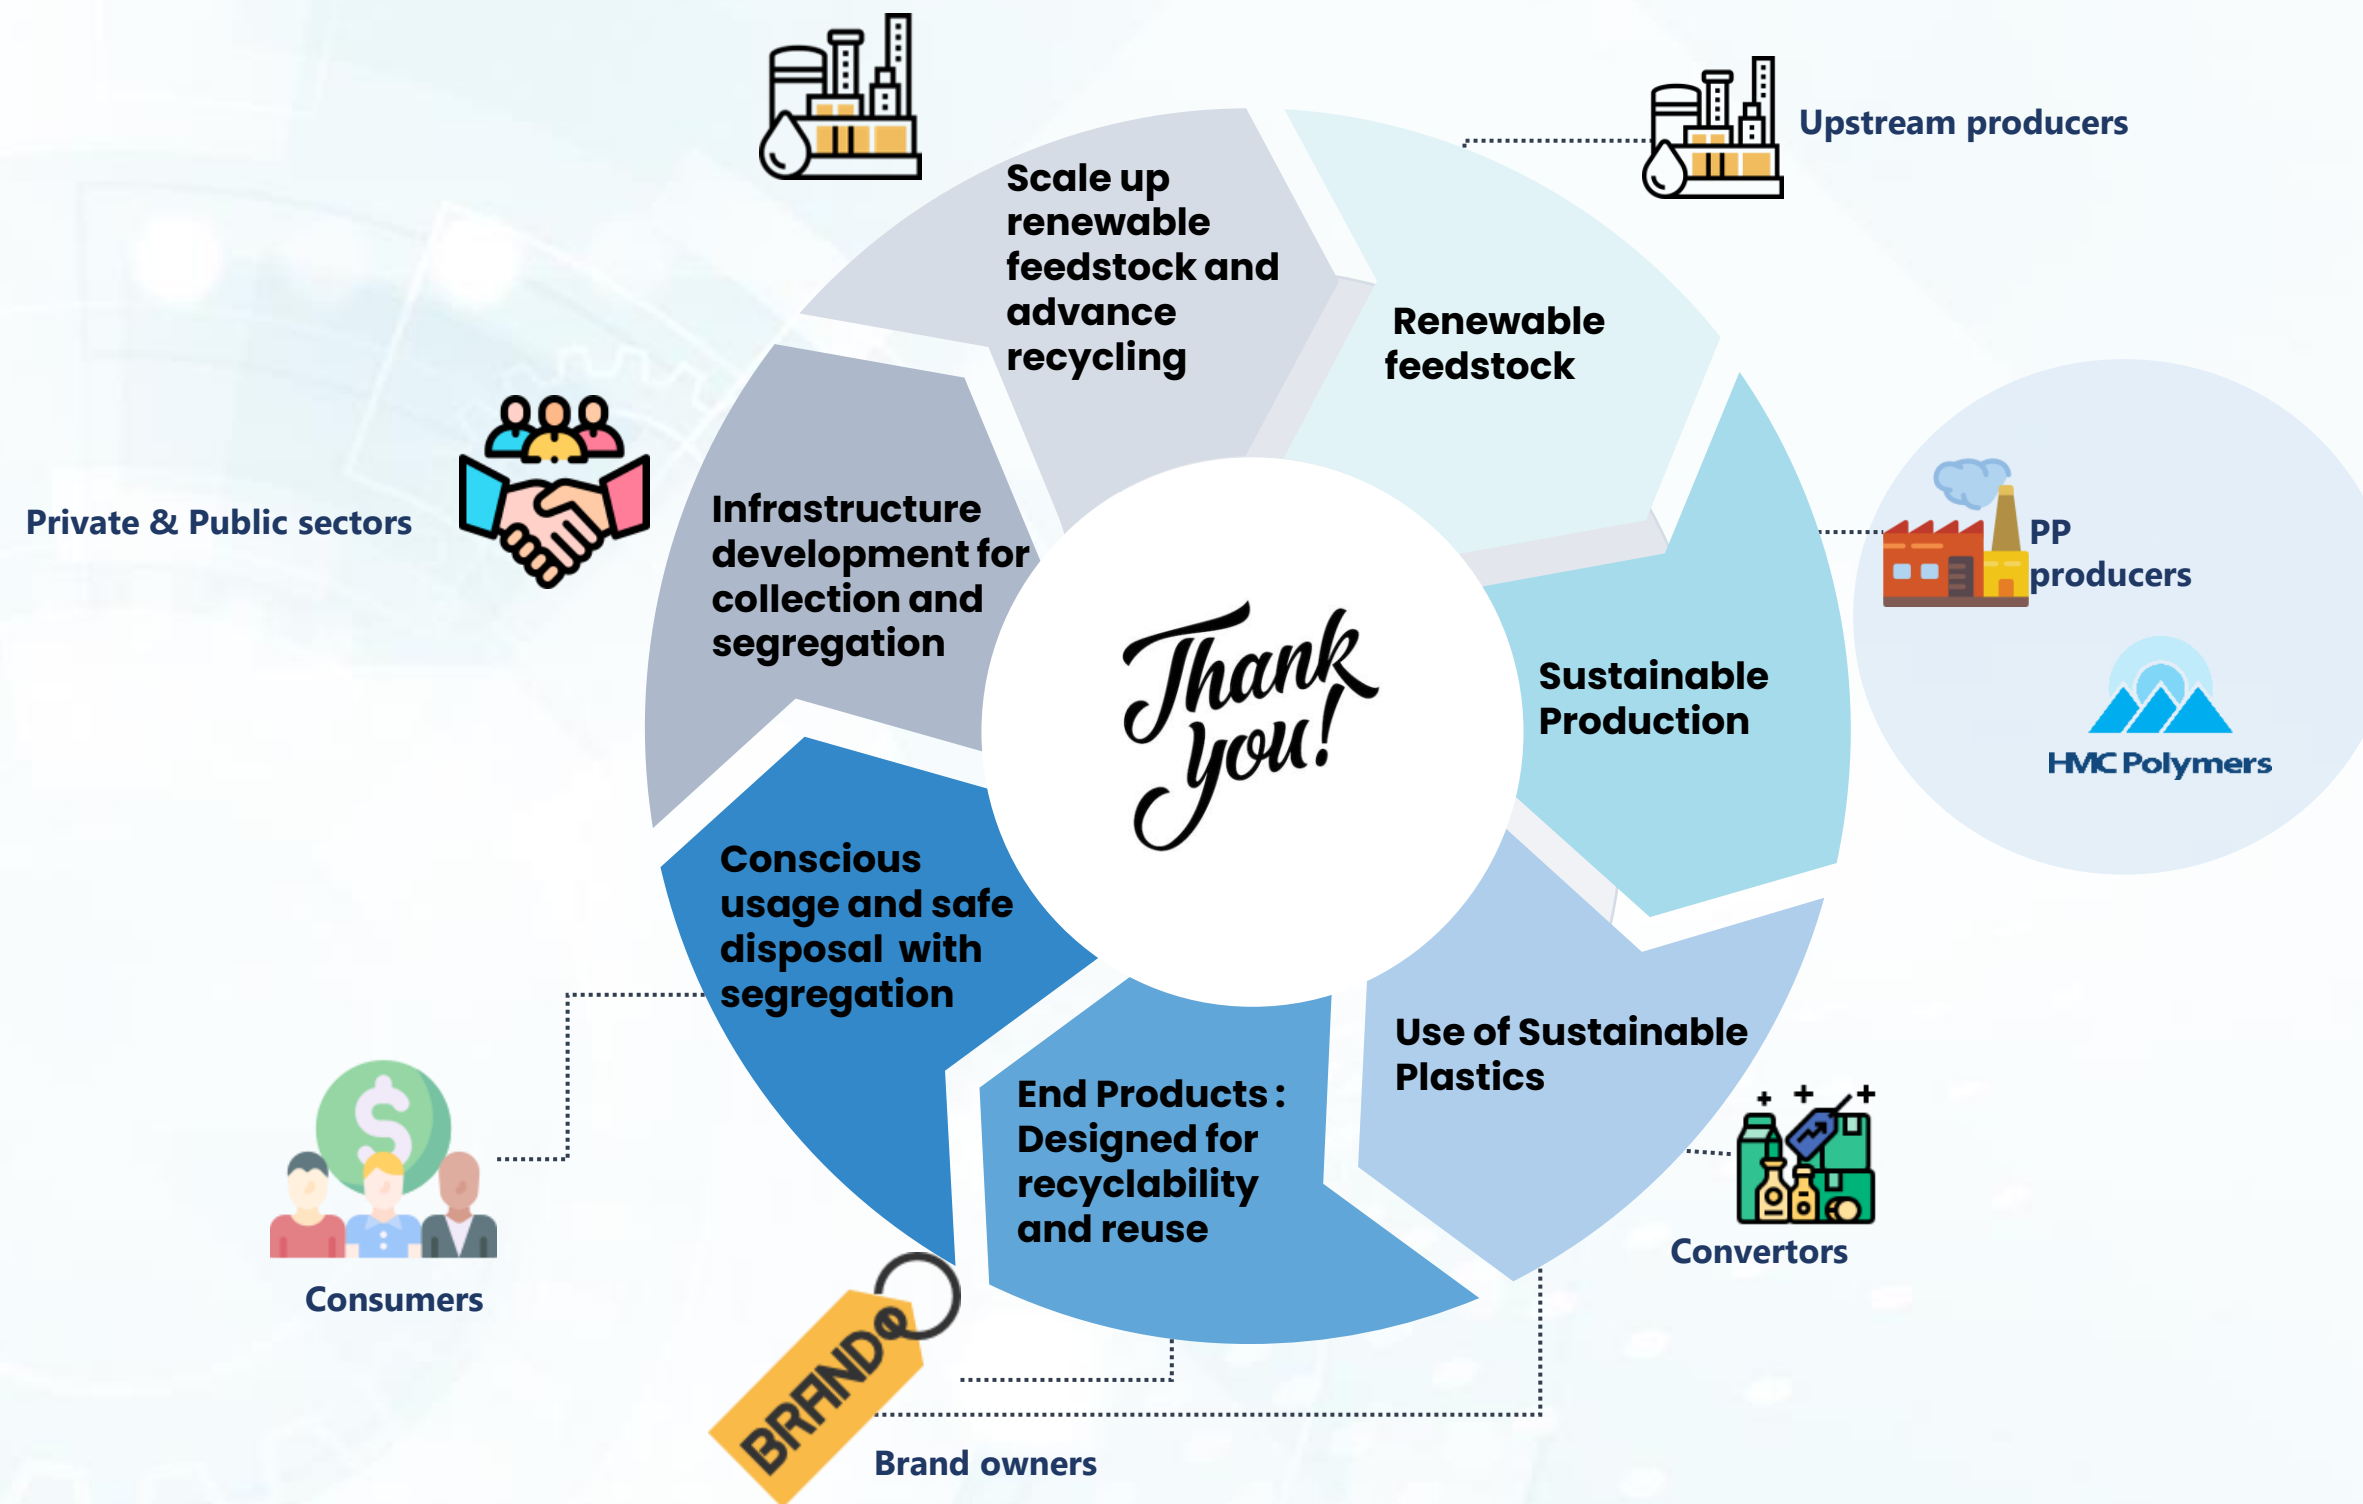 Upstream producers
Scale up
renewable
feedstock and
advance
recycling
Renewable
feedstock
Private & Public sectors
Infrastructure
development for
collection and
segregation
PP
producers
HMC Polymers
Thank
you!
Sustainable
Production
Conscious
usage and safe
disposal  with
segregation
Use of Sustainable
Plastics
End Products :
Designed for
recyclability
and reuse
Convertors
Consumers
BRAND
Brand owners